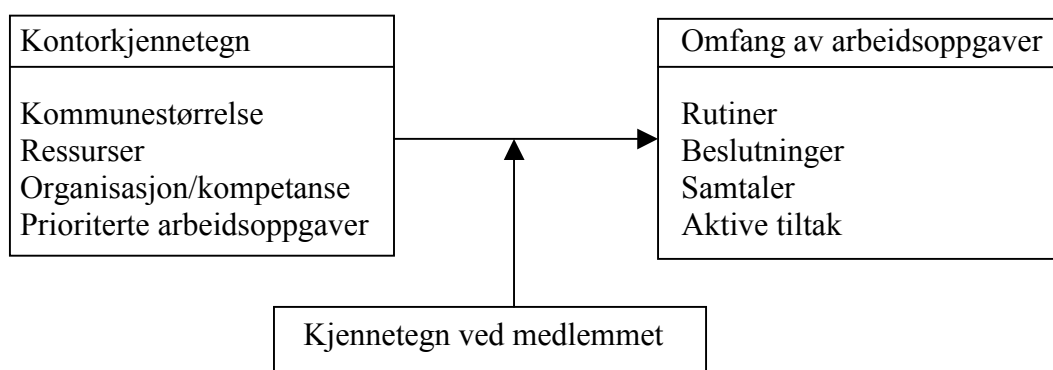 Kontorkjennetegn
Kommunestørrelse
Ressurser
Organisasjon/kompetanse
Prioriterte arbeidsoppgaver
Omfang av arbeidsoppgaver
Rutiner
Beslutninger
Samtaler
Aktive tiltak
Kjennetegn ved medlemmet